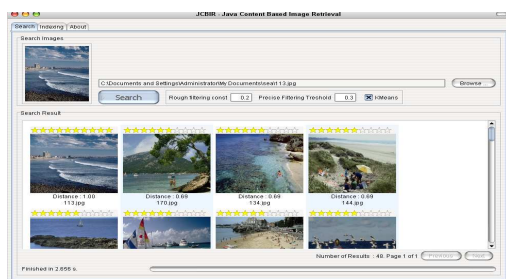 JCBIR - Java Content Based Image Retrieval
Search Indexing About
Search Images
C:\Documents and Settings\Administrator\My Documents\sea\113.jpg
Browse ...
Search
Rough filtering const 0.2 Precise Filtering Treshold 0.3 KMeans
Search Result
Distance : 1.00 Distance : 0.69 Distance : 0.69 Distance : 0.69
113.jpg 170.jpg 134.jpg 144.jpg
Number of Results : 48. Page 1 of 1 Previous Next
Finished in 2.656 s.